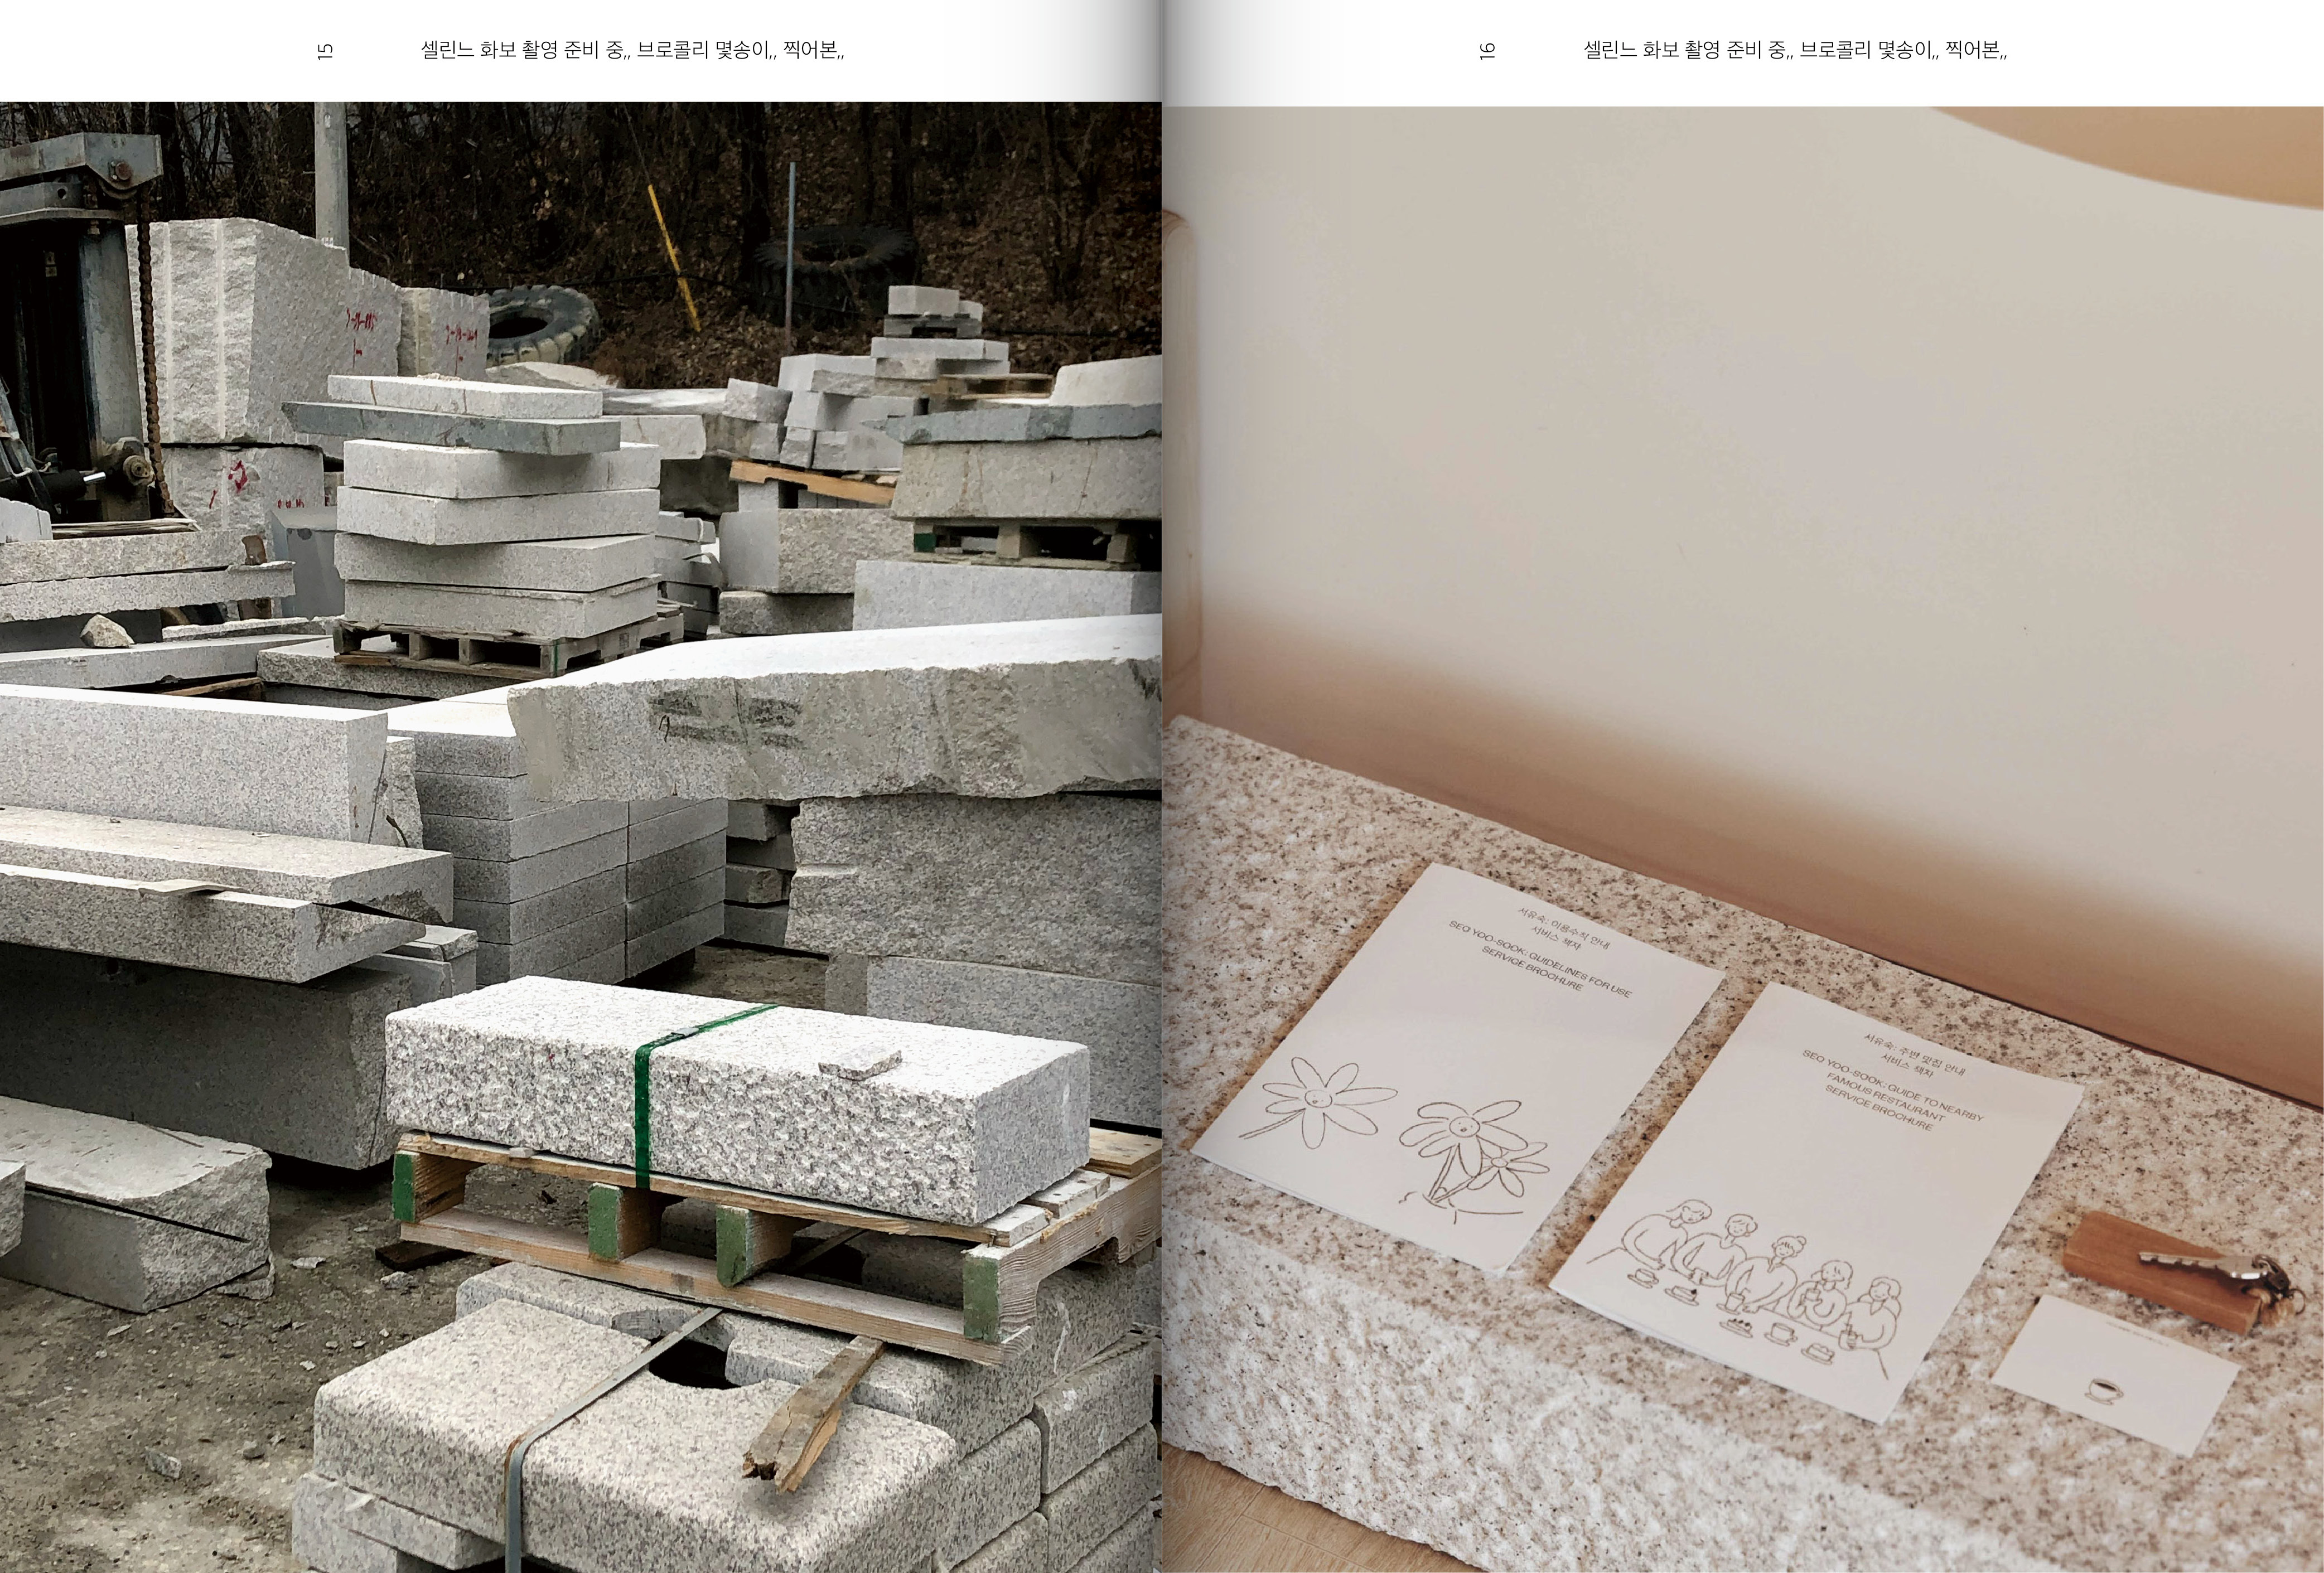 15
셀린느 화보 촬영 준비 중,, 브로콜리 몇송이,, 찍어본,,
16
셀린느 화보 촬영 준비 중,, 브로콜리 몇송이,, 찍어본,,
서유숙: 이용수칙 안내
서비스 책자
SEO YOO-SOOK: GUIDELINES FOR USE
SERVICE BROCHURE
서유숙: 주변 맛집 안내
서비스 책자
SEO YOO-SOOK: GUIDE TO NEARBY
FAMOUS RESTAURANT
SERVICE BROCHURE